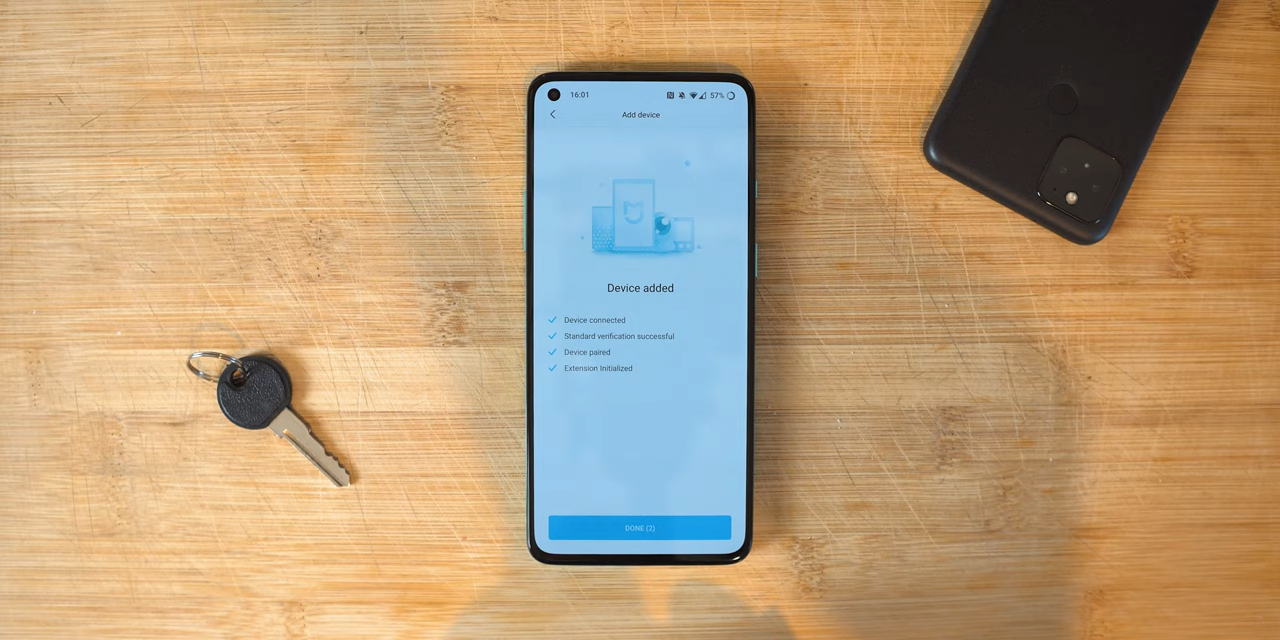 16:01
57%
Add device
Device added
Device connected
Standard verification successful
Device paired
Extension Initialized
DONE (2)